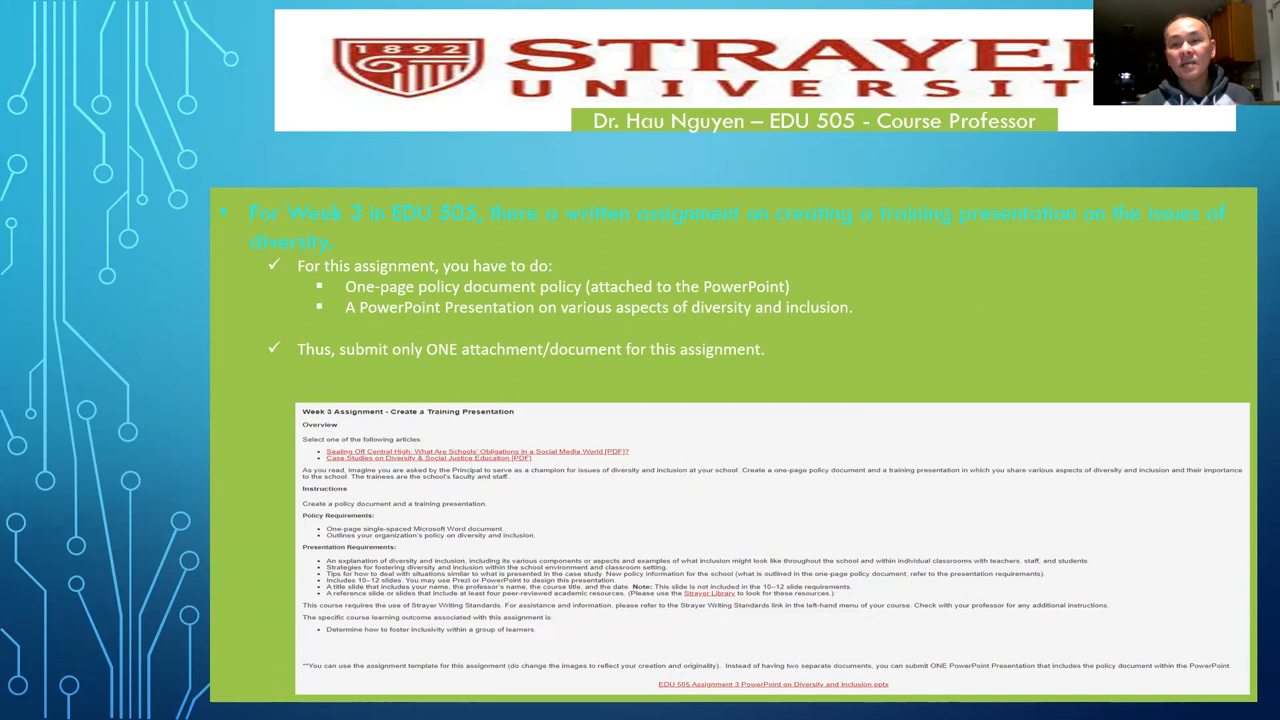 1892
STRAYER
UNIVERSIT
Dr. Hau Nguyen – EDU 505 - Course Professor
• For Week 3 in EDU 505, there a written assignment on creating a training presentation on the issues of
diversity.
✓ For this assignment, you have to do:
▪ One-page policy document policy (attached to the PowerPoint)
▪ A PowerPoint Presentation on various aspects of diversity and inclusion.
✓ Thus, submit only ONE attachment/document for this assignment.
Week 3 Assignment - Create a Training Presentation
Overview
Select one of the following articles:
• Sealing Off Central High: What Are Schools' Obligations in a Social Media World [PDF]?
• Case Studies on Diversity & Social Justice Education [PDF]
As you read, Imagine you are asked by the Principal to serve as a champion for issues of diversity and inclusion at your school. Create a one-page policy document and a training presentation in which you share various aspects of diversity and inclusion and their importance
to the school. The trainees are the school's faculty and staff.
Instructions
Create a policy document and a training presentation.
Policy Requirements:
• One-page single-spaced Microsoft Word document.
• Outlines your organization's policy on diversity and inclusion.
Presentation Requirements:
• An explanation of diversity and inclusion, including its various components or aspects and examples of what inclusion might look like throughout the school and within individual classrooms with teachers, staff, and students.
• Strategies for fostering diversity and inclusion within the school environment and classroom setting.
• Tips for how to deal with situations similar to what is presented in the case study. New policy information for the school (what is outlined in the one-page policy document, refer to the presentation requirements).
• Includes 10–12 slides. You may use Prezi or PowerPoint to design this presentation.
• A title slide that includes your name, the professor's name, the course title, and the date. Note: This slide is not included in the 10–12 slide requirements.
• A reference slide or slides that include at least four peer-reviewed academic resources. (Please use the Strayer Library to look for these resources.)
This course requires the use of Strayer Writing Standards. For assistance and information, please refer to the Strayer Writing Standards link in the left-hand menu of your course. Check with your professor for any additional instructions.
The specific course learning outcome associated with this assignment is:
• Determine how to foster inclusivity within a group of learners.
**You can use the assignment template for this assignment (do change the images to reflect your creation and originality). Instead of having two separate documents, you can submit ONE PowerPoint Presentation that includes the policy document within the PowerPoint.
EDU 505 Assignment 3 PowerPoint on Diversity and Inclusion.pptx